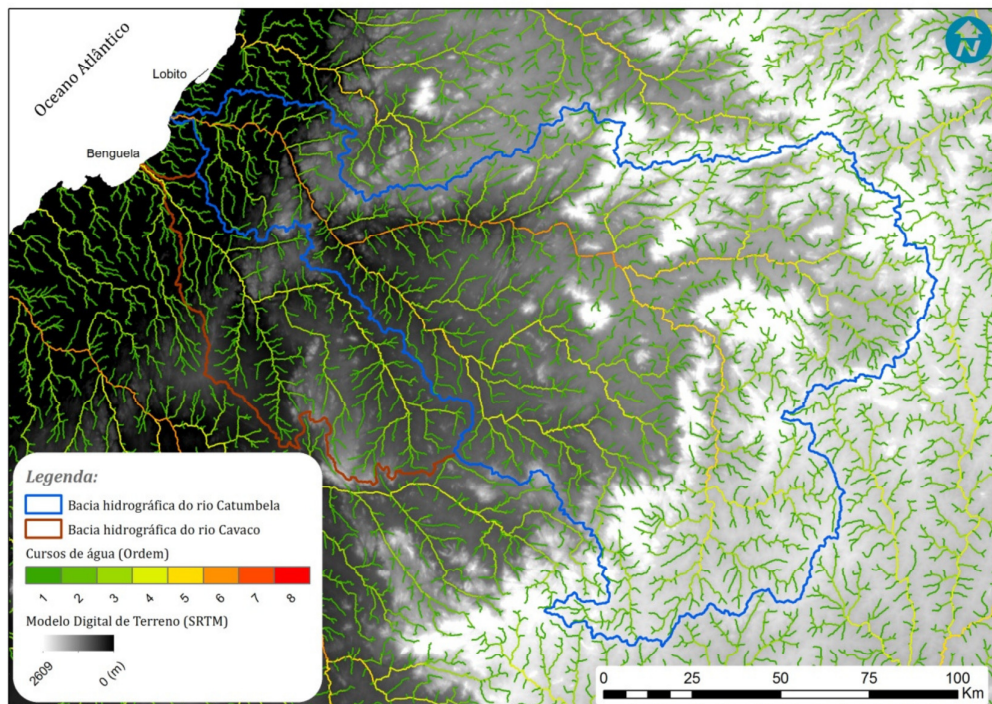 Oceano Atlântico
Lobito
Benguela
N
Legenda:
Bacia hidrográfica do rio Catumbela
Bacia hidrográfica do rio Cavaco
Cursos de água (Ordem)
1 2 3 4 5 6 7 8
Modelo Digital de Terreno (SRTM)
2609 0 (m)
0 25 50 75 100
Km